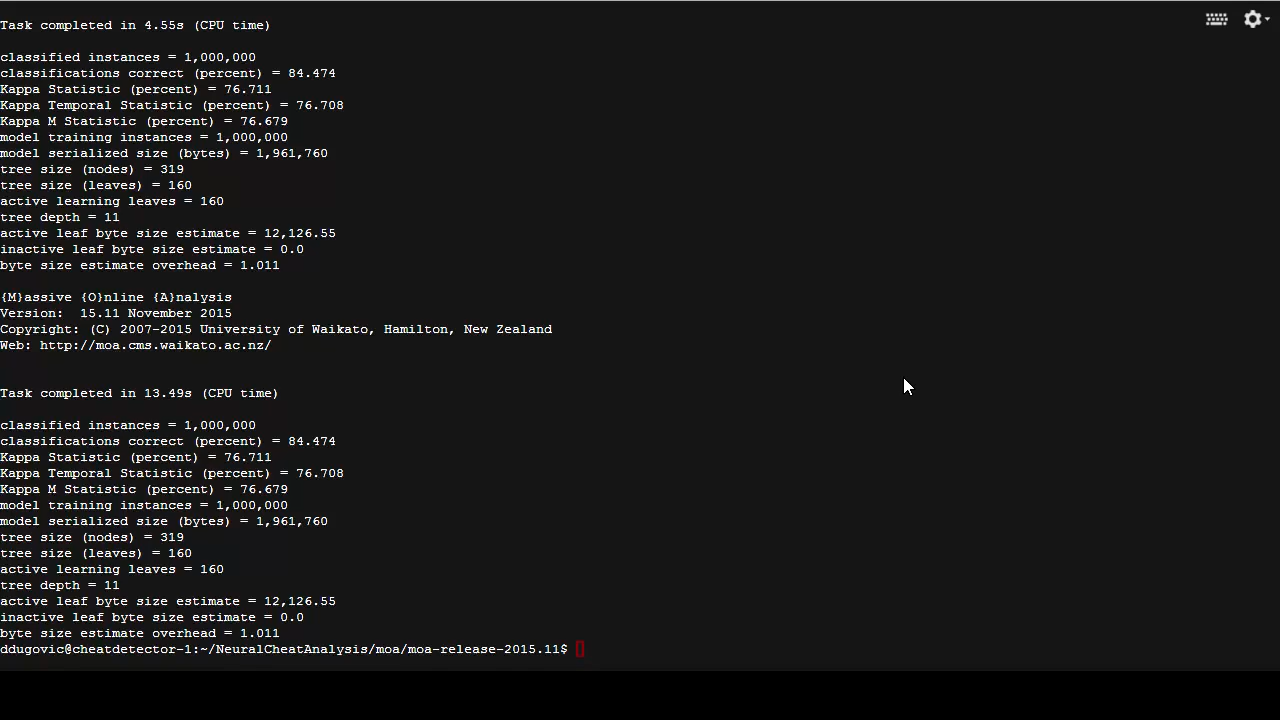 Task completed in 4.55s (CPU time)
classified instances = 1,000,000
classifications correct (percent) = 84.474
Kappa Statistic (percent) = 76.711
Kappa Temporal Statistic (percent) = 76.708
Kappa M Statistic (percent) = 76.679
model training instances = 1,000,000
model serialized size (bytes) = 1,961,760
tree size (nodes) = 319
tree size (leaves) = 160
active learning leaves = 160
tree depth = 11
active leaf byte size estimate = 12,126.55
inactive leaf byte size estimate = 0.0
byte size estimate overhead = 1.011
{M}assive {O}nline {A}nalysis
Version:  15.11 November 2015
Copyright: (C) 2007-2015 University of Waikato, Hamilton, New Zealand
Web: http://moa.cms.waikato.ac.nz/
Task completed in 13.49s (CPU time)
classified instances = 1,000,000
classifications correct (percent) = 84.474
Kappa Statistic (percent) = 76.711
Kappa Temporal Statistic (percent) = 76.708
Kappa M Statistic (percent) = 76.679
model training instances = 1,000,000
model serialized size (bytes) = 1,961,760
tree size (nodes) = 319
tree size (leaves) = 160
active learning leaves = 160
tree depth = 11
active leaf byte size estimate = 12,126.55
inactive leaf byte size estimate = 0.0
byte size estimate overhead = 1.011
ddugovic@cheatdetector-1:~/NeuralCheatAnalysis/moa/moa-release-2015.11$